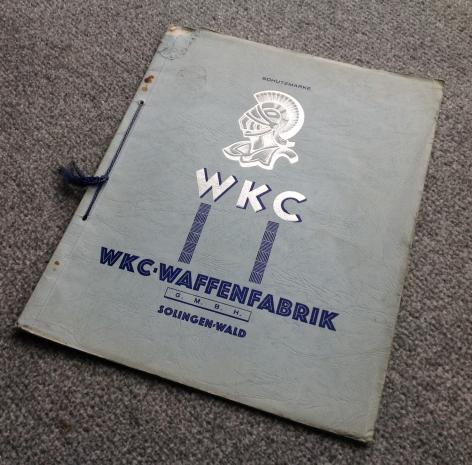 SCHUTZMARKE
WKC
WKC·WAFFENFABRIK
G. M. B. H.
SOLINGEN-WALD